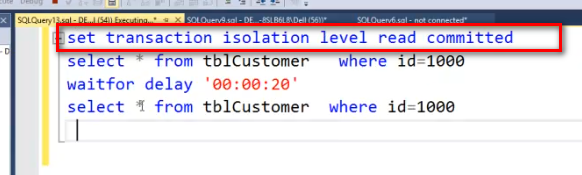 SQLQuery13.sql - DE...J (54)) Executing...* SQLQuery9.sql - DE...-8SLB6L8\Dell (56))* SQLQuery6.sql - not connected*
set transaction isolation level read committed
select * from tblCustomer where id=1000
waitfor delay '00:00:20'
select * from tblCustomer where id=1000